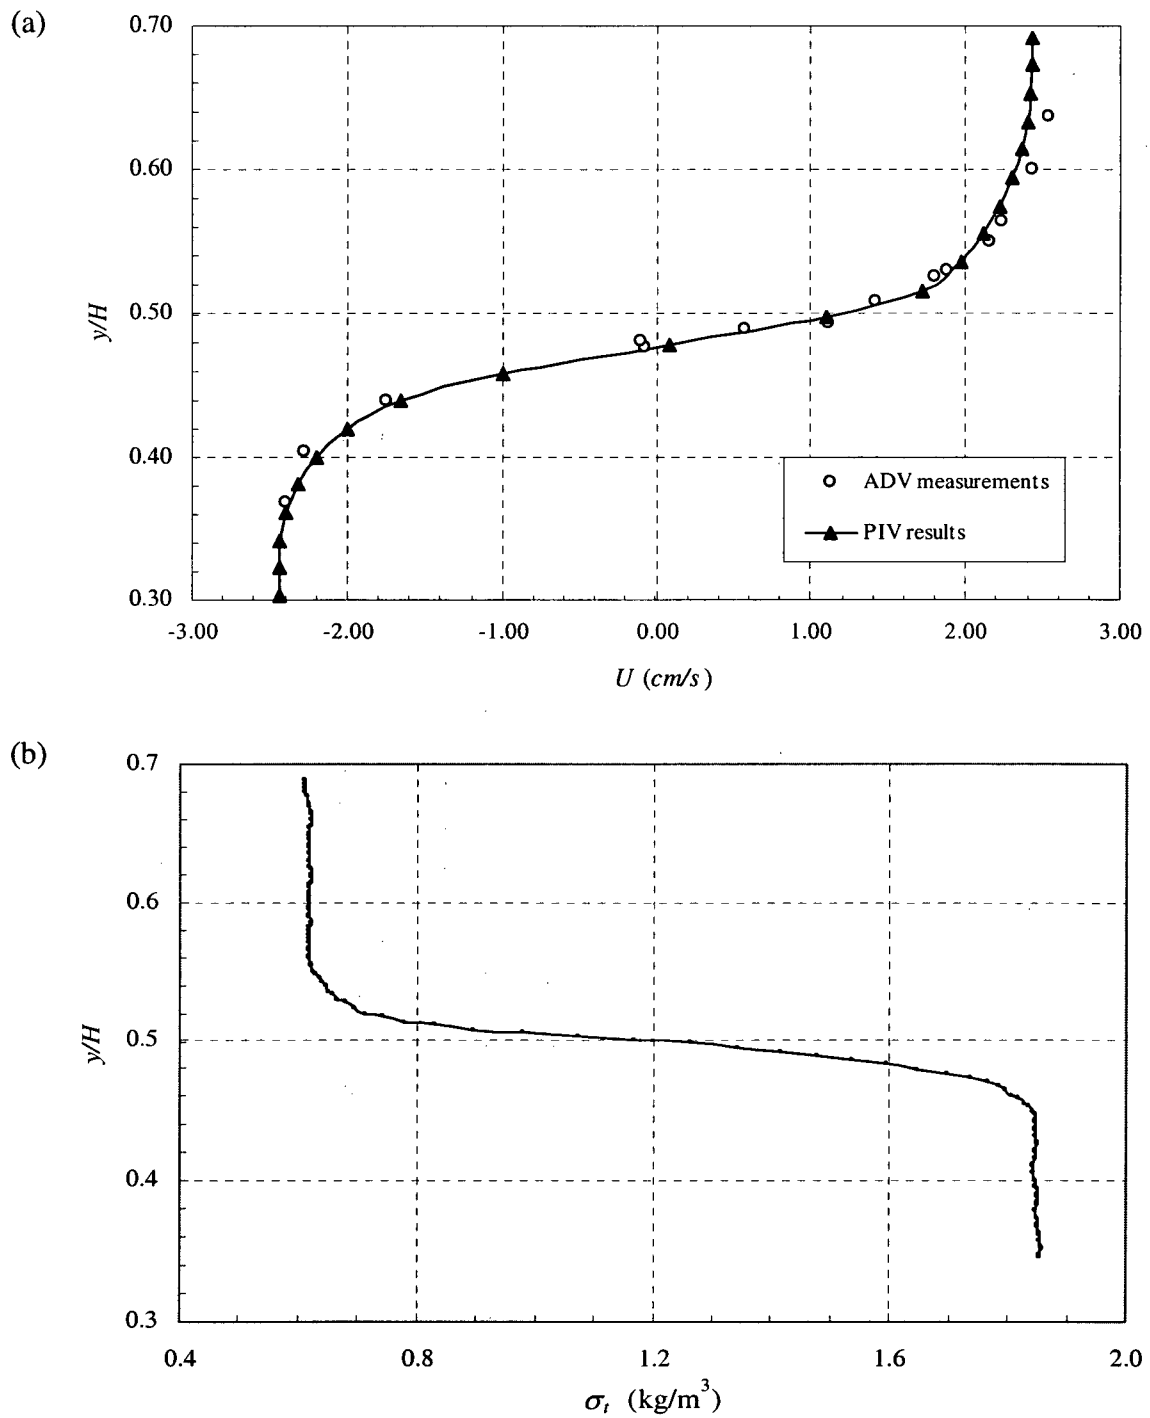 (a)
0.70
0.60
0.50
0.40
0.30
y/H
ADV measurements
PIV results
-3.00 -2.00 -1.00 0.00 1.00 2.00 3.00
U (cm/s)
(b)
0.7
0.6
0.5
0.4
0.3
y/H
0.4 0.8 1.2 1.6 2.0
σt (kg/m³)